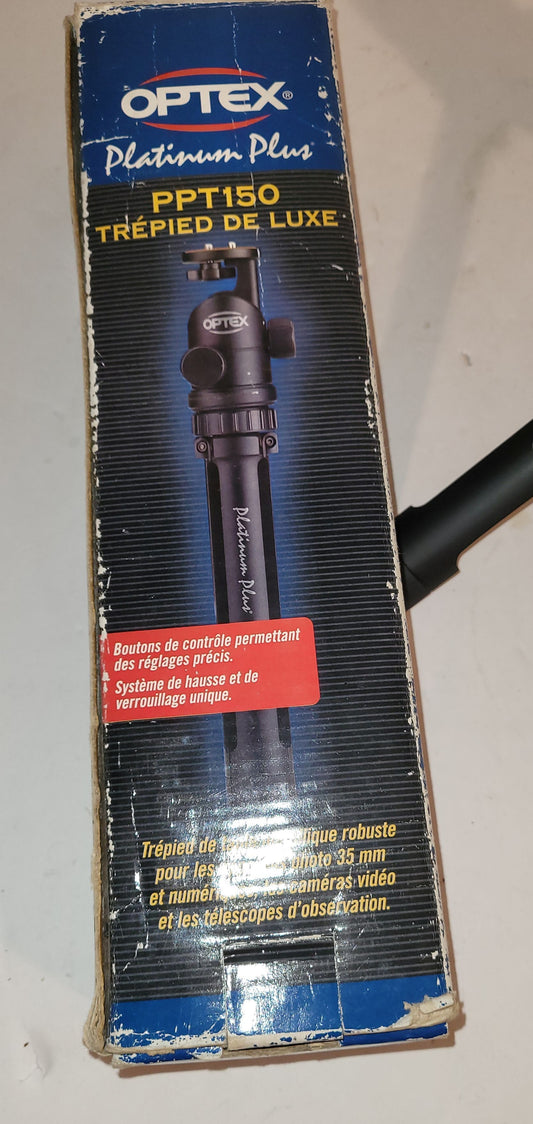 OPTEX®
Platinum Plus
PPT150
TRÉPIED DE LUXE
OPTEX
Platinum Plus
Boutons de contrôle permettant
des réglages précis.
Système de hausse et de
verrouillage unique.
Trépied de robuste
pour les photo 35 mm
et caméras vidéo
et les télescopes d'observation.